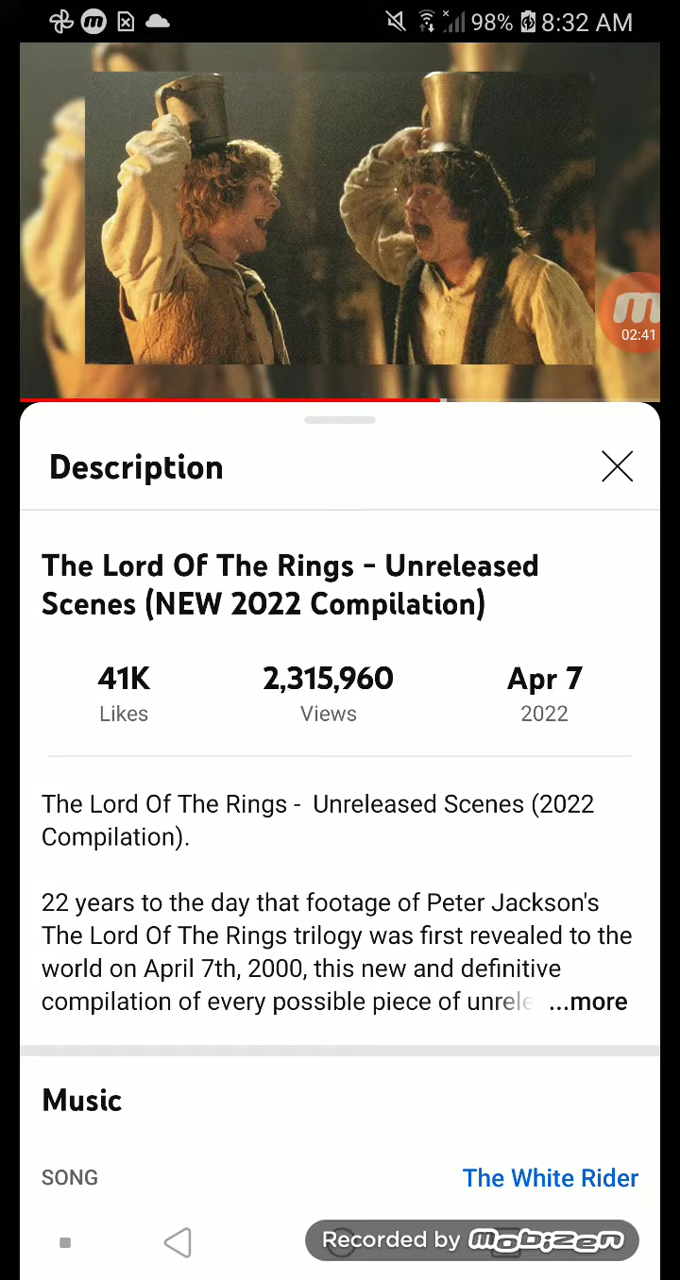 98% 8:32 AM
02:41
Description
The Lord Of The Rings - Unreleased
Scenes (NEW 2022 Compilation)
41K 2,315,960 Apr 7
Likes Views 2022
The Lord Of The Rings -  Unreleased Scenes (2022
Compilation).
22 years to the day that footage of Peter Jackson's
The Lord Of The Rings trilogy was first revealed to the
world on April 7th, 2000, this new and definitive
compilation of every possible piece of unrele ...more
Music
SONG The White Rider
Recorded by mobizen